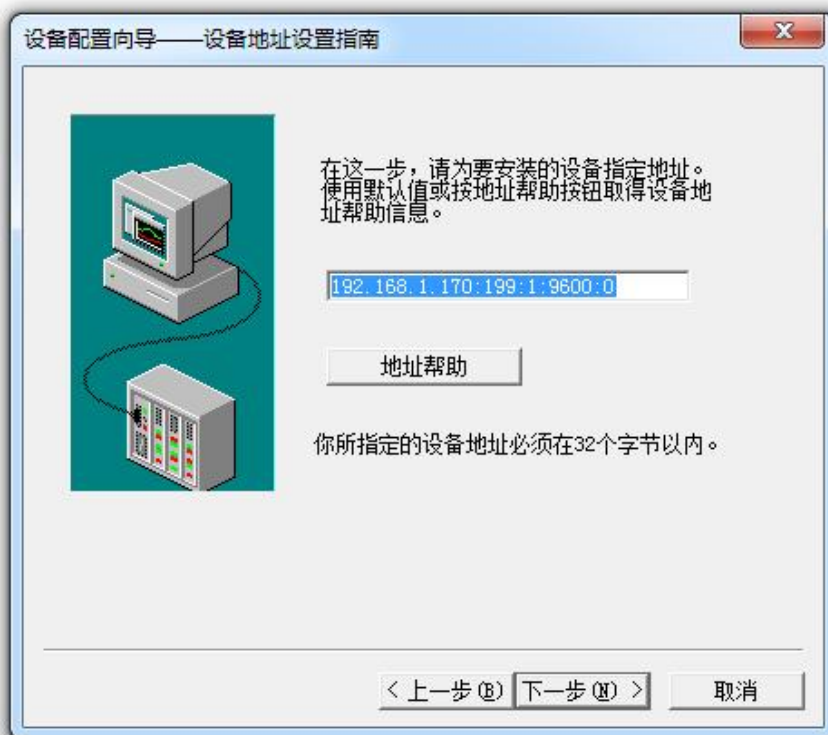 设备配置向导——设备地址设置指南
在这一步，请为要安装的设备指定地址。
使用默认值或按地址帮助按钮取得设备地
址帮助信息。
192.168.1.170:199:1:9600:0
地址帮助
你所指定的设备地址必须在32个字节以内。
< 上一步(B) 下一步(N) > 取消